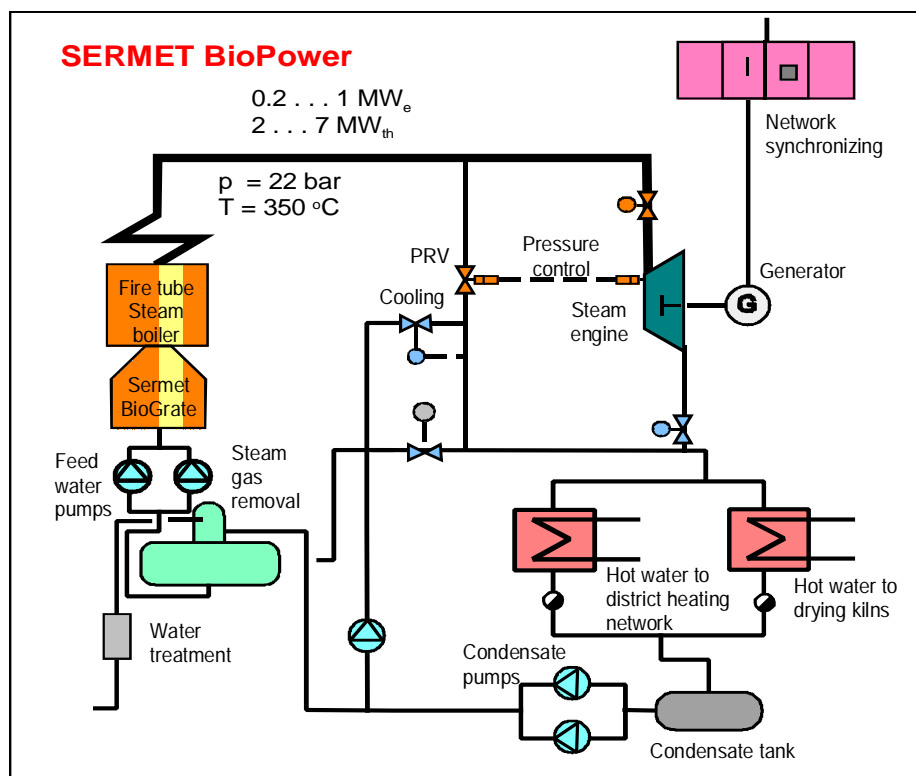 SERMET BioPower
0.2 . . . 1 MWe
2 . . . 7 MWth
p = 22 bar
T = 350 °C
Network
synchronizing
PRV
Pressure
control
Generator
G
Cooling
Steam
engine
Fire tube
Steam
boiler
Sermet
BioGrate
Feed
water
pumps
Steam
gas
removal
Hot water to
district heating
network
Hot water to
drying kilns
Water
treatment
Condensate
pumps
Condensate tank